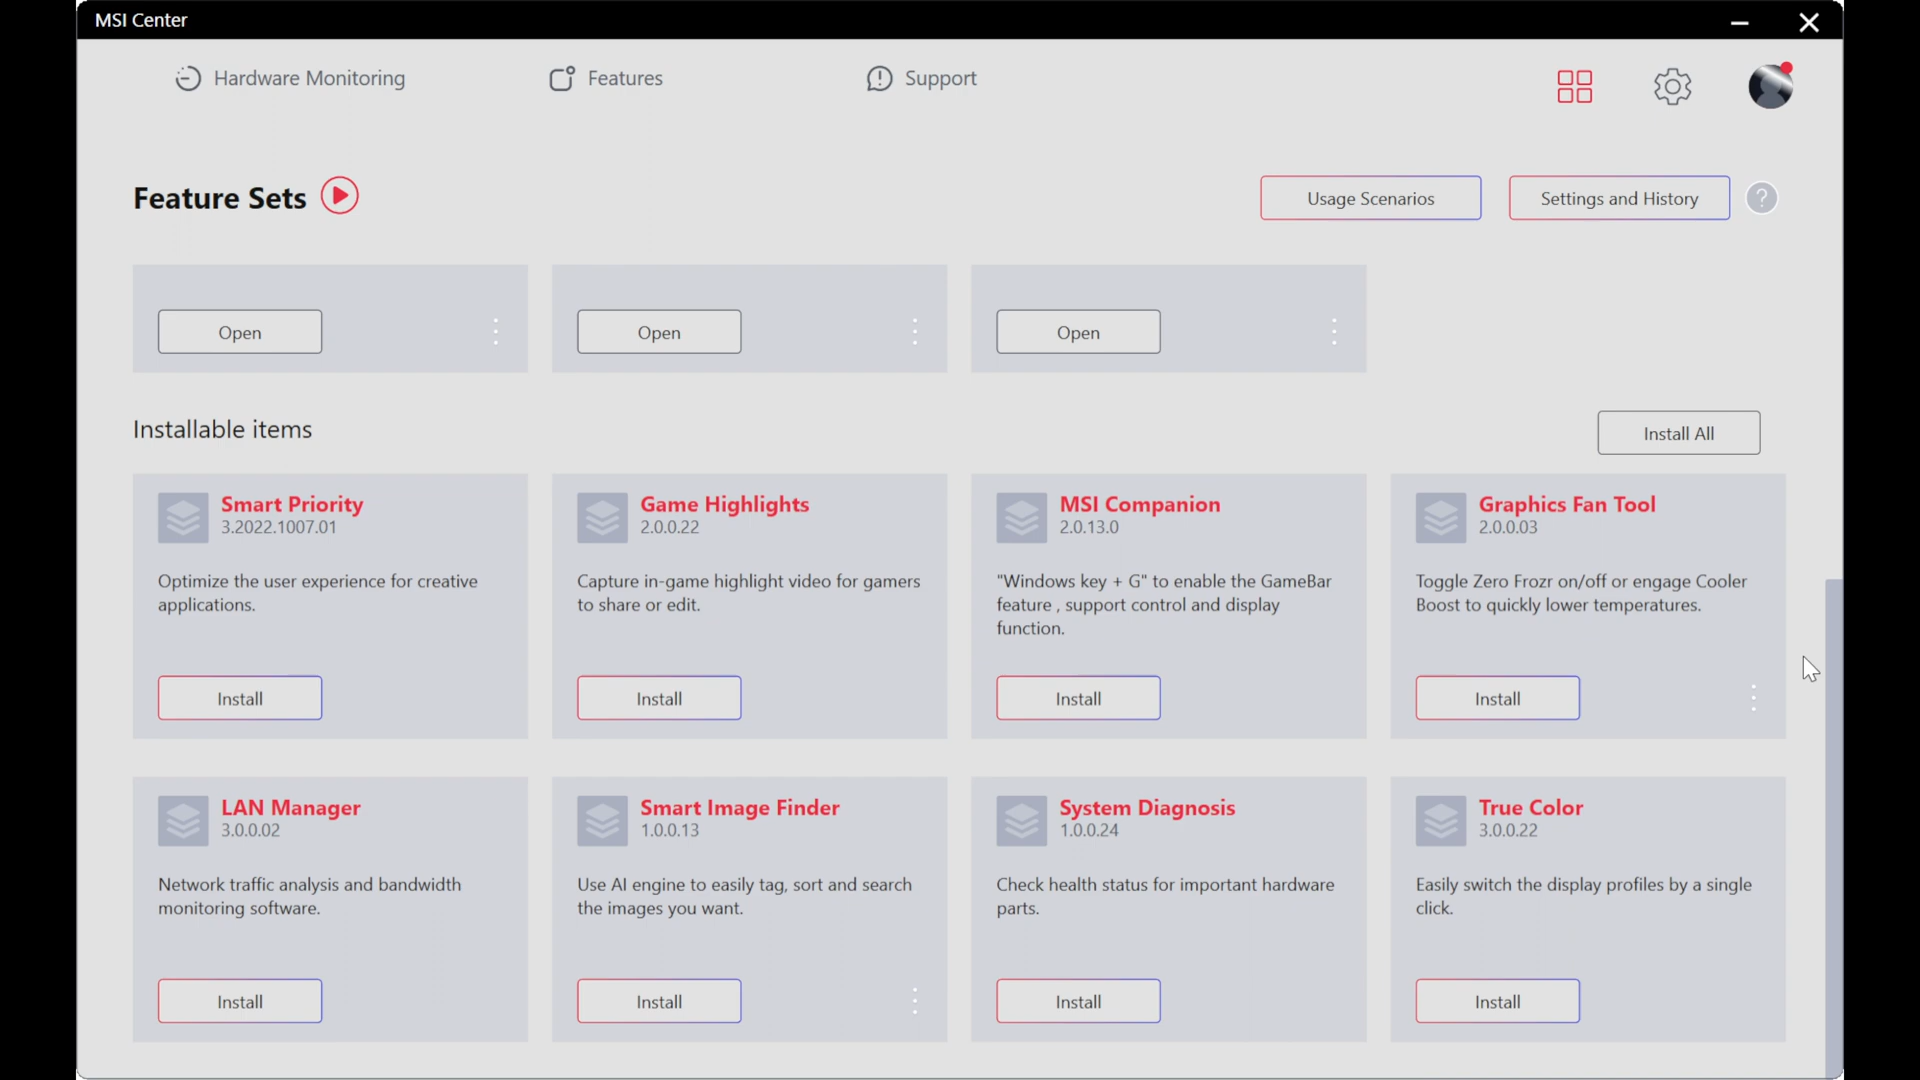 MSI Center
Hardware Monitoring
Features
Support
Feature Sets
Usage Scenarios
Settings and History
?
Open
Open
Open
Installable items
Install All
Smart Priority
3.2022.1007.01
Optimize the user experience for creative
applications.
Install
Game Highlights
2.0.0.22
Capture in-game highlight video for gamers
to share or edit.
Install
MSI Companion
2.0.13.0
"Windows key + G" to enable the GameBar
feature , support control and display
function.
Install
Graphics Fan Tool
2.0.0.03
Toggle Zero Frozr on/off or engage Cooler
Boost to quickly lower temperatures.
Install
LAN Manager
3.0.0.02
Network traffic analysis and bandwidth
monitoring software.
Install
Smart Image Finder
1.0.0.13
Use AI engine to easily tag, sort and search
the images you want.
Install
System Diagnosis
1.0.0.24
Check health status for important hardware
parts.
Install
True Color
3.0.0.22
Easily switch the display profiles by a single
click.
Install